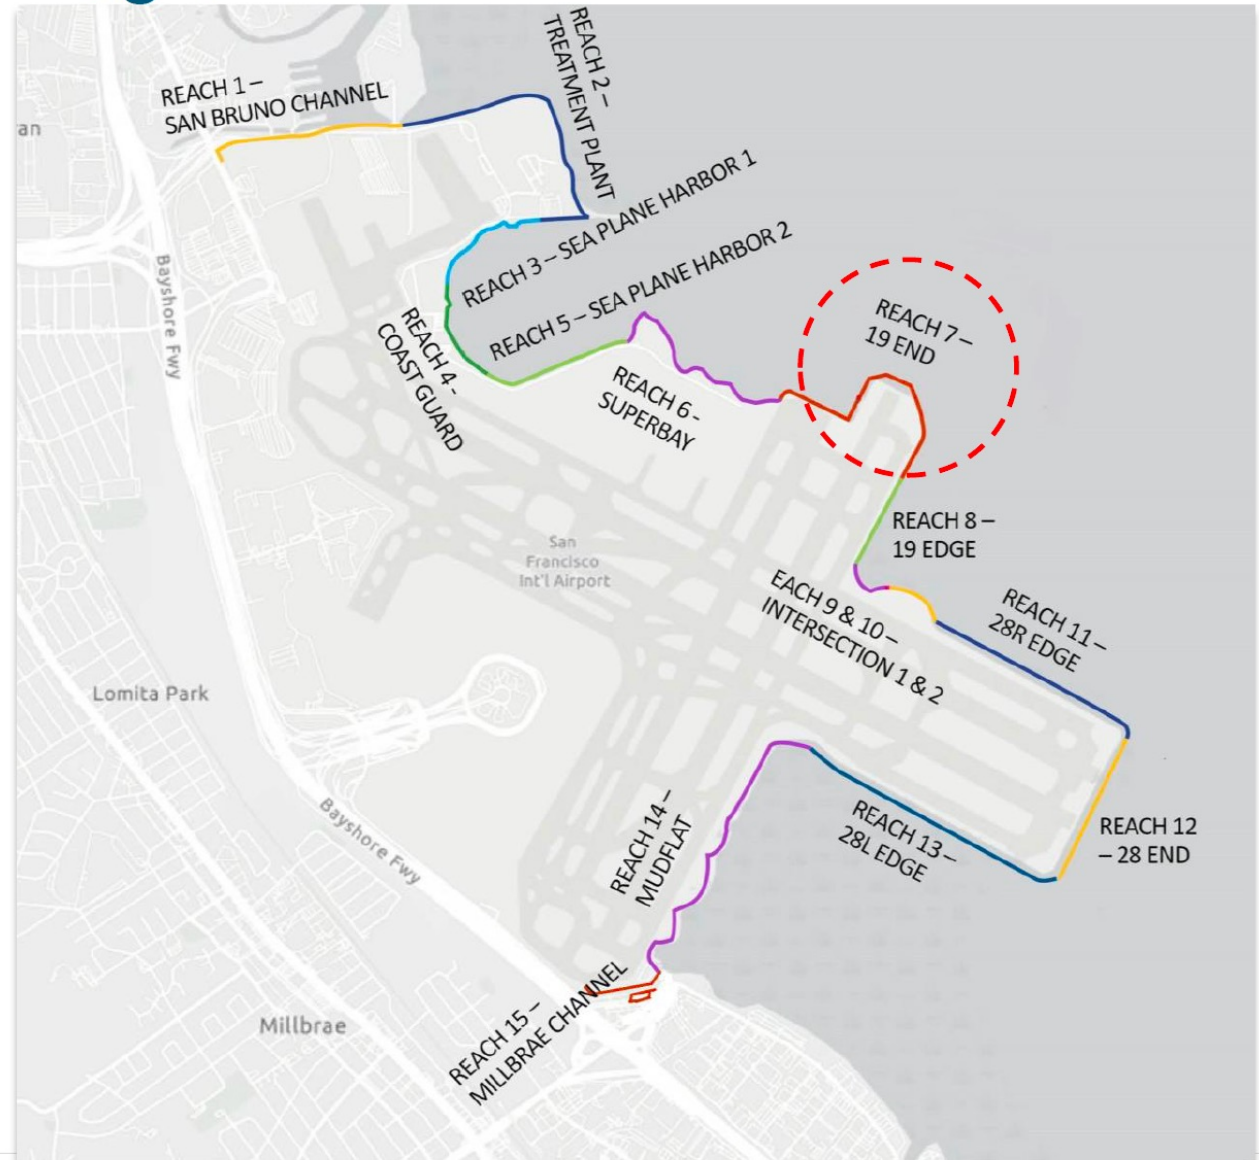 REACH 1 –
SAN BRUNO CHANNEL
REACH 2 –
TREATMENT PLANT
an
REACH 3 – SEA PLANE HARBOR 1
REACH 5 – SEA PLANE HARBOR 2
Bayshore Fwy
REACH 4 -
COAST GUARD
REACH 7 –
19 END
REACH 6 -
SUPERBAY
REACH 8 –
19 EDGE
San
Francisco
Int'l Airport
EACH 9 & 10 –
INTERSECTION 1 & 2
REACH 11 –
28R EDGE
Lomita Park
REACH 12
– 28 END
REACH 13 –
28L EDGE
REACH 14 –
MUDFLAT
Bayshore Fwy
REACH 15 –
MILLBRAE CHANNEL
Millbrae